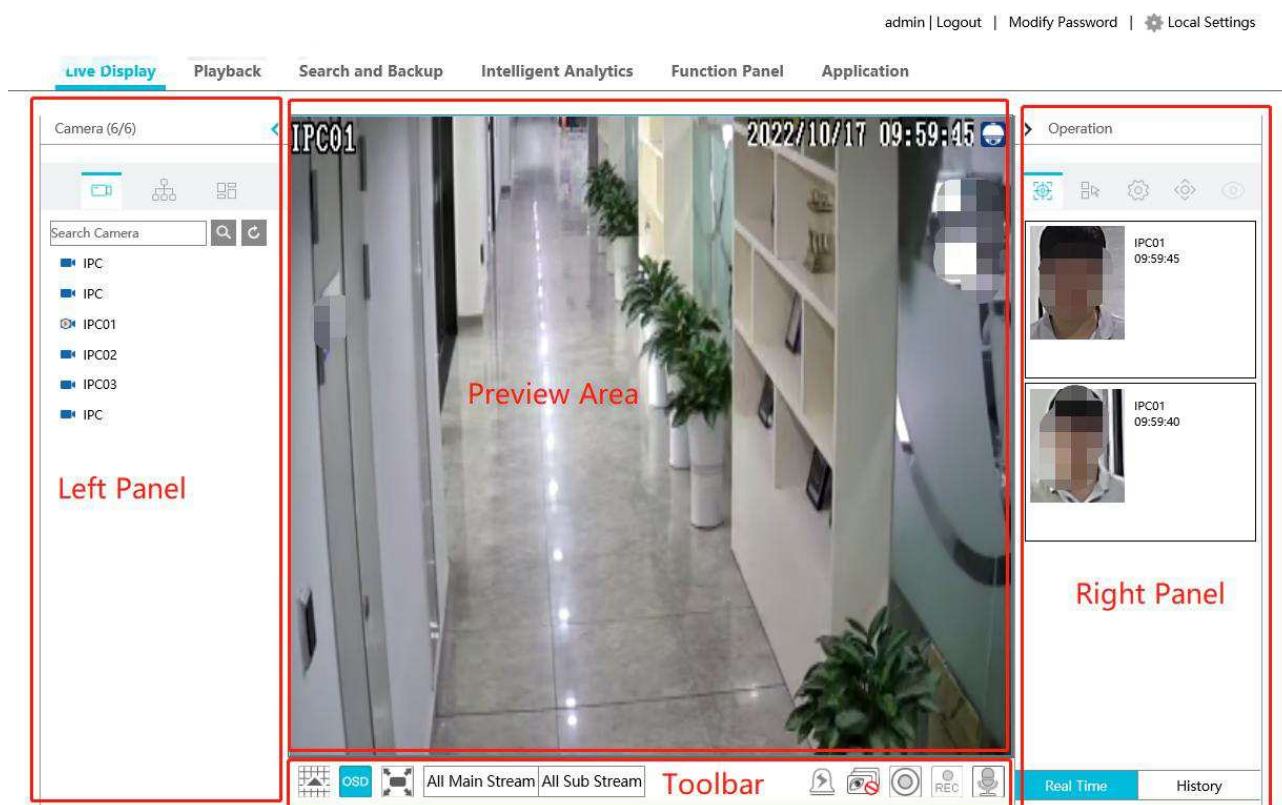 admin | Logout | Modify Password | Local Settings
Live Display Playback Search and Backup Intelligent Analytics Function Panel Application
Camera (6/6)
Search Camera
IPC
IPC
IPC01
IPC02
IPC03
IPC
Left Panel
IPC01 2022/10/17 09:59:45
Preview Area
OSD All Main Stream All Sub Stream Toolbar REC
Operation
IPC01
09:59:45
IPC01
09:59:40
Right Panel
Real Time History